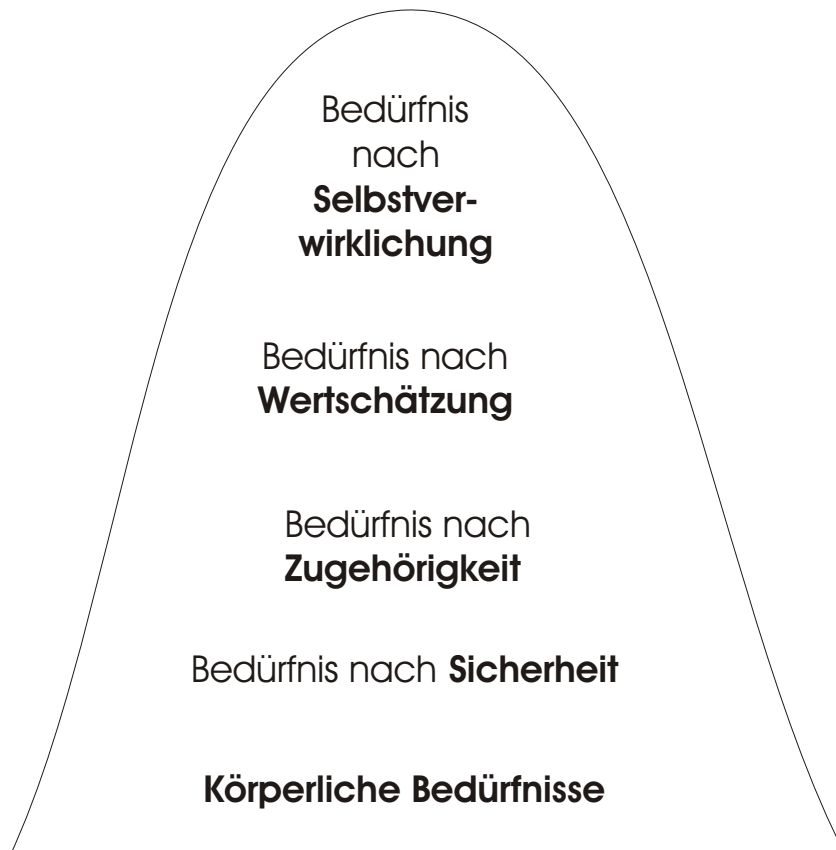 Bedürfnis
nach
Selbstver-
wirklichung
Bedürfnis nach
Wertschätzung
Bedürfnis nach
Zugehörigkeit
Bedürfnis nach Sicherheit
Körperliche Bedürfnisse